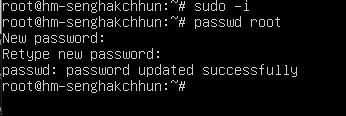 root@hm-senghakchhun:~# sudo -i
root@hm-senghakchhun:~# passwd root
New password:
Retype new password:
passwd: password updated successfully
root@hm-senghakchhun:~#